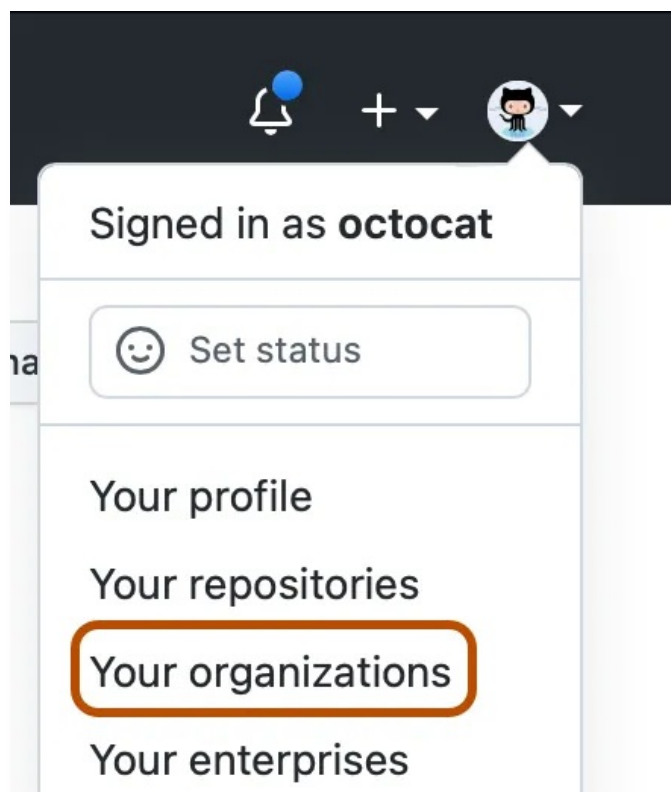 Signed in as octocat
Set status
Your profile
Your repositories
Your organizations
Your enterprises